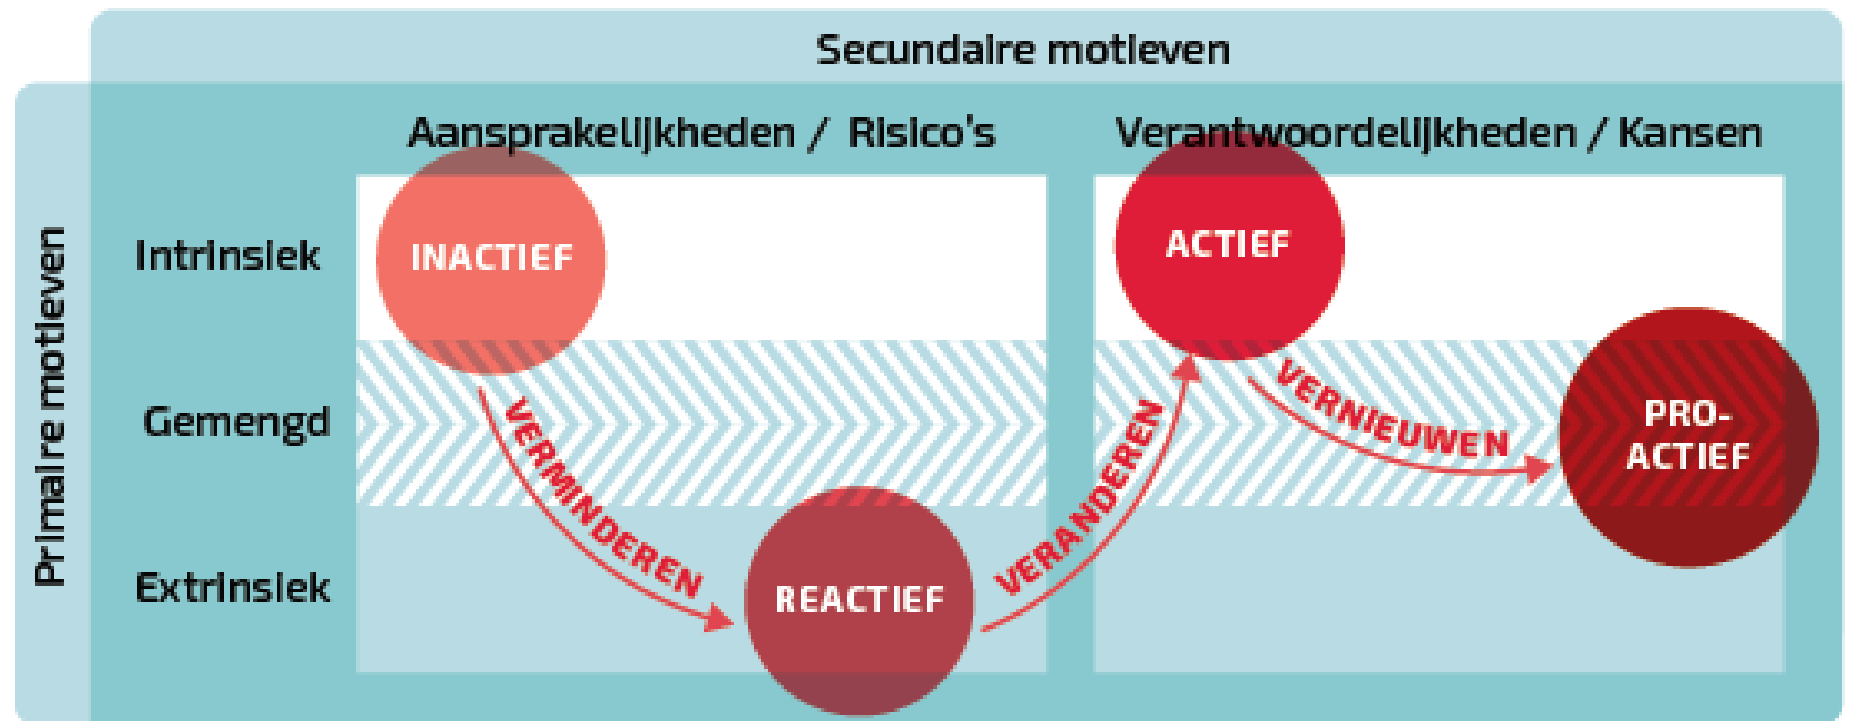 Secundaire motieven
Aansprakelijkheden / Risico's
Verantwoordelijkheden / Kansen
Primaire motieven
Intrinsiek
INACTIEF
ACTIEF
Gemengd
VERMINDEREN
VERANDEREN
VERNIEUWEN
PRO-
ACTIEF
Extrinsiek
REACTIEF